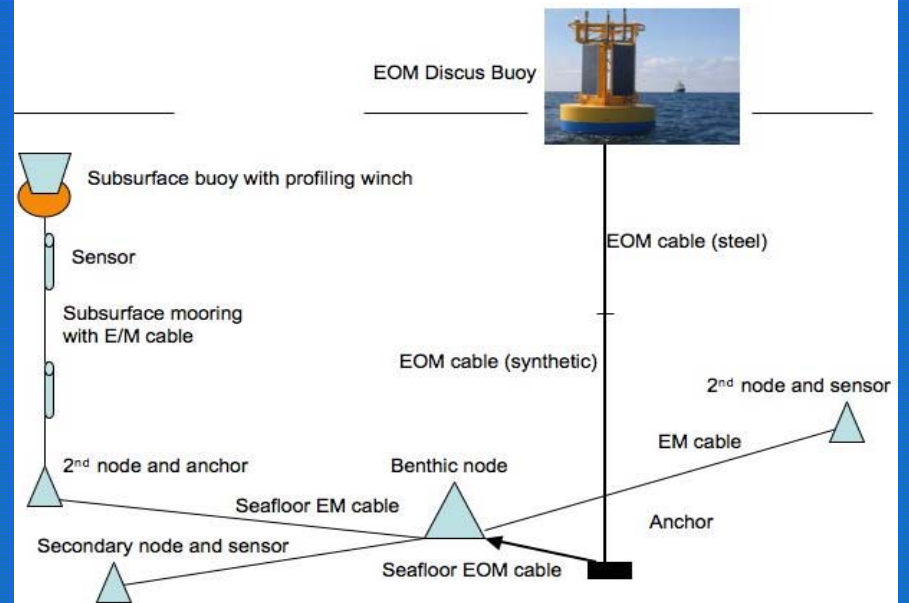 EOM Discus Buoy
Subsurface buoy with profiling winch
EOM cable (steel)
Sensor
Subsurface mooring
with E/M cable
EOM cable (synthetic)
2nd node and sensor
EM cable
2nd node and anchor
Benthic node
Seafloor EM cable
Anchor
Secondary node and sensor
Seafloor EOM cable